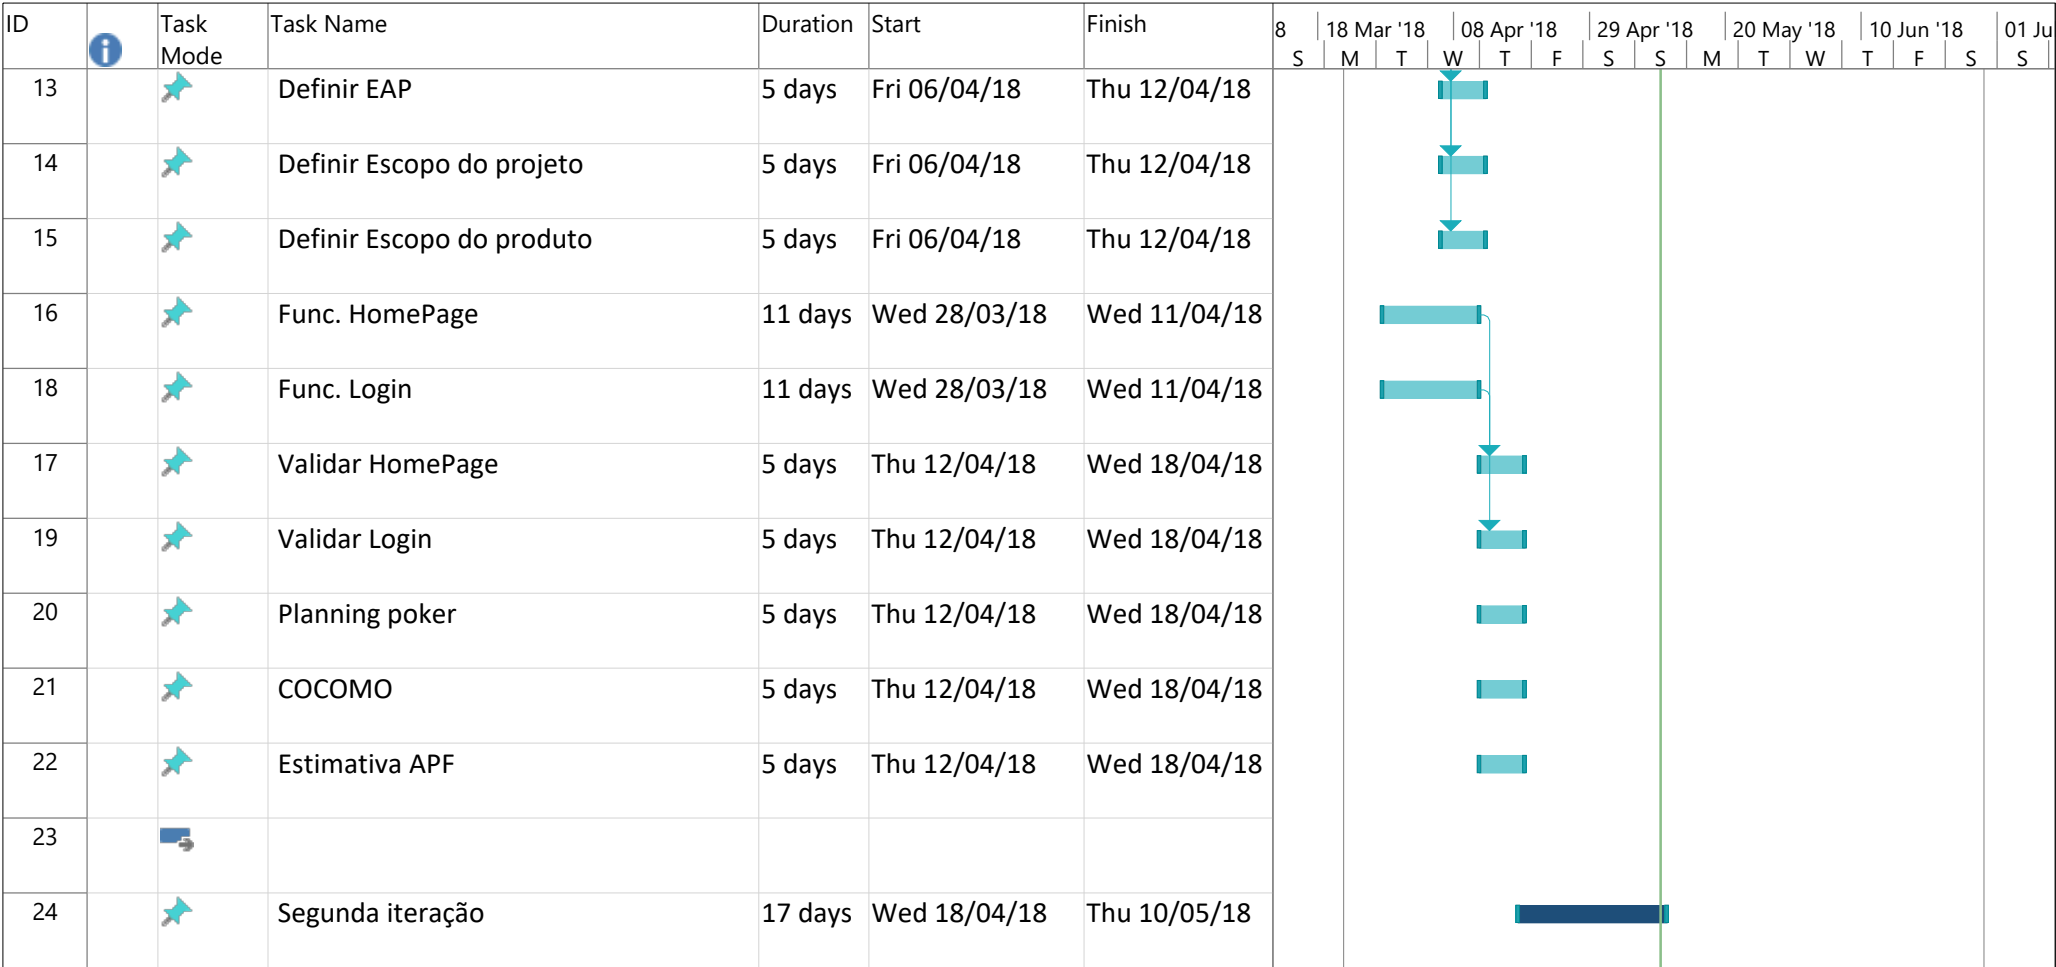 ID Task Mode Task Name Duration Start Finish 8 18 Mar '18 08 Apr '18 29 Apr '18 20 May '18 10 Jun '18 01 Ju
S M T W T F S S M T W T F S S
13 Definir EAP 5 days Fri 06/04/18 Thu 12/04/18
14 Definir Escopo do projeto 5 days Fri 06/04/18 Thu 12/04/18
15 Definir Escopo do produto 5 days Fri 06/04/18 Thu 12/04/18
16 Func. HomePage 11 days Wed 28/03/18 Wed 11/04/18
18 Func. Login 11 days Wed 28/03/18 Wed 11/04/18
17 Validar HomePage 5 days Thu 12/04/18 Wed 18/04/18
19 Validar Login 5 days Thu 12/04/18 Wed 18/04/18
20 Planning poker 5 days Thu 12/04/18 Wed 18/04/18
21 COCOMO 5 days Thu 12/04/18 Wed 18/04/18
22 Estimativa APF 5 days Thu 12/04/18 Wed 18/04/18
23
24 Segunda iteração 17 days Wed 18/04/18 Thu 10/05/18